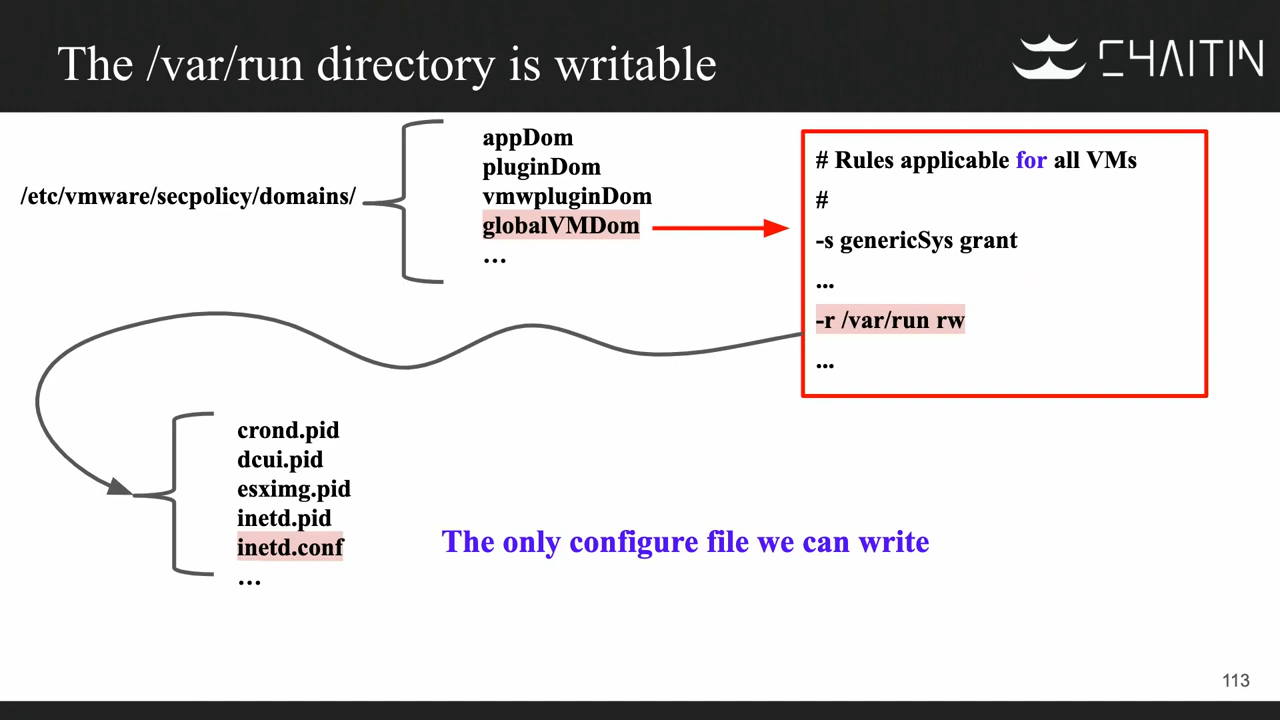 The /var/run directory is writable
CHAITIN
/etc/vmware/secpolicy/domains/
appDom
pluginDom
vmwpluginDom
globalVMDom
...
# Rules applicable for all VMs
#
-s genericSys grant
...
-r /var/run rw
...
crond.pid
dcui.pid
esximg.pid
inetd.pid
inetd.conf
...
The only configure file we can write
113